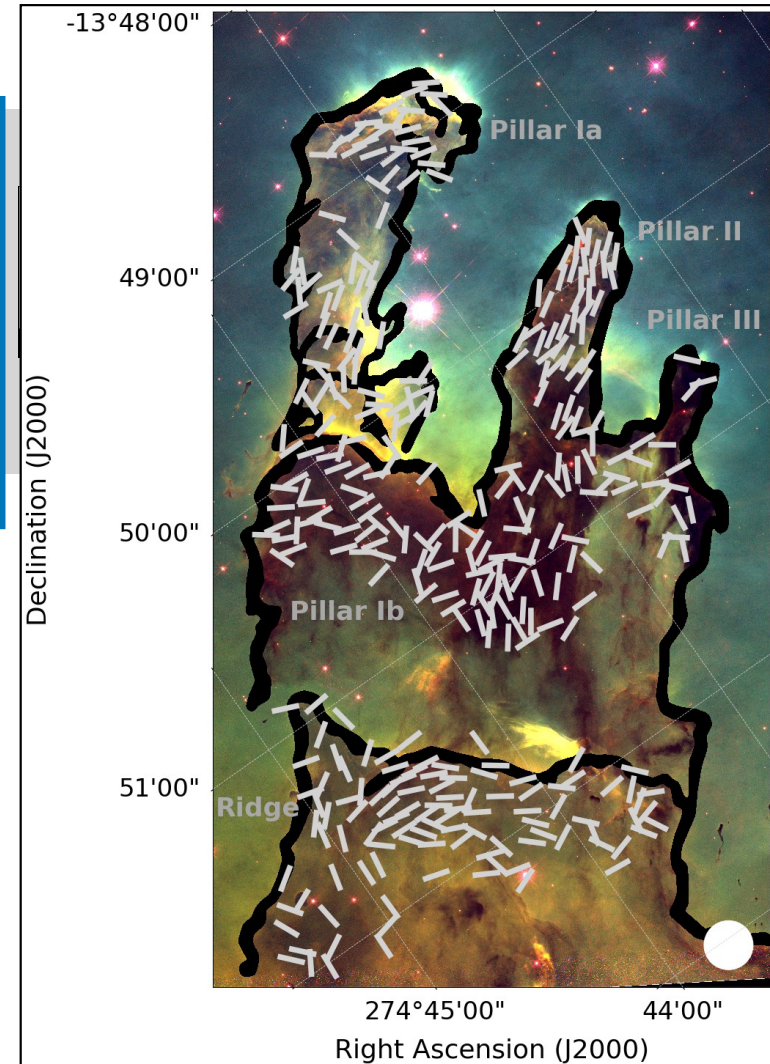 -13°48'00"
Pillar Ia
Pillar II
49'00"
Pillar III
Declination (J2000)
50'00"
Pillar Ib
51'00"
Ridge
274°45'00"
44'00"
Right Ascension (J2000)